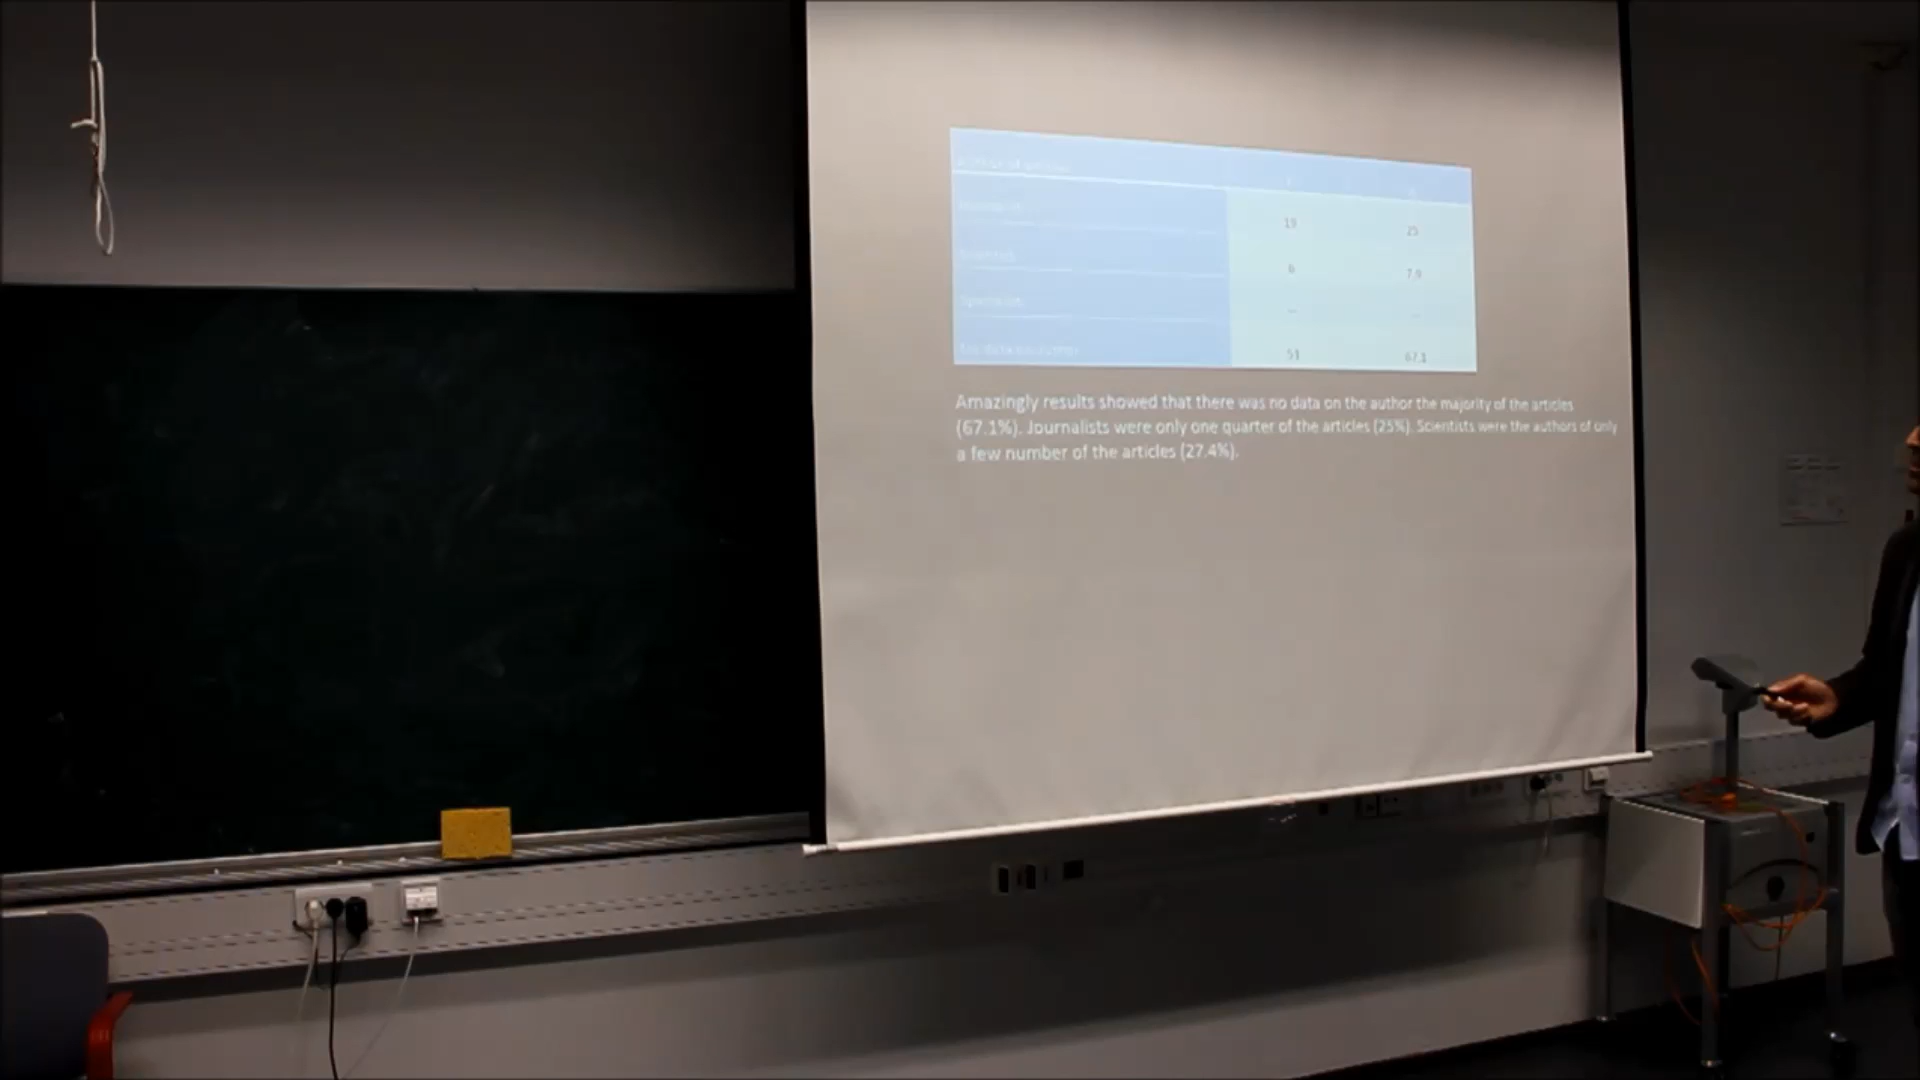 19 25
6 7.9
51 67.1
Amazingly results showed that there was no data on the author the majority of the articles
(67.1%). Journalists were only one quarter of the articles (25%). Scientists were the authors of only
a few number of the articles (27.4%).